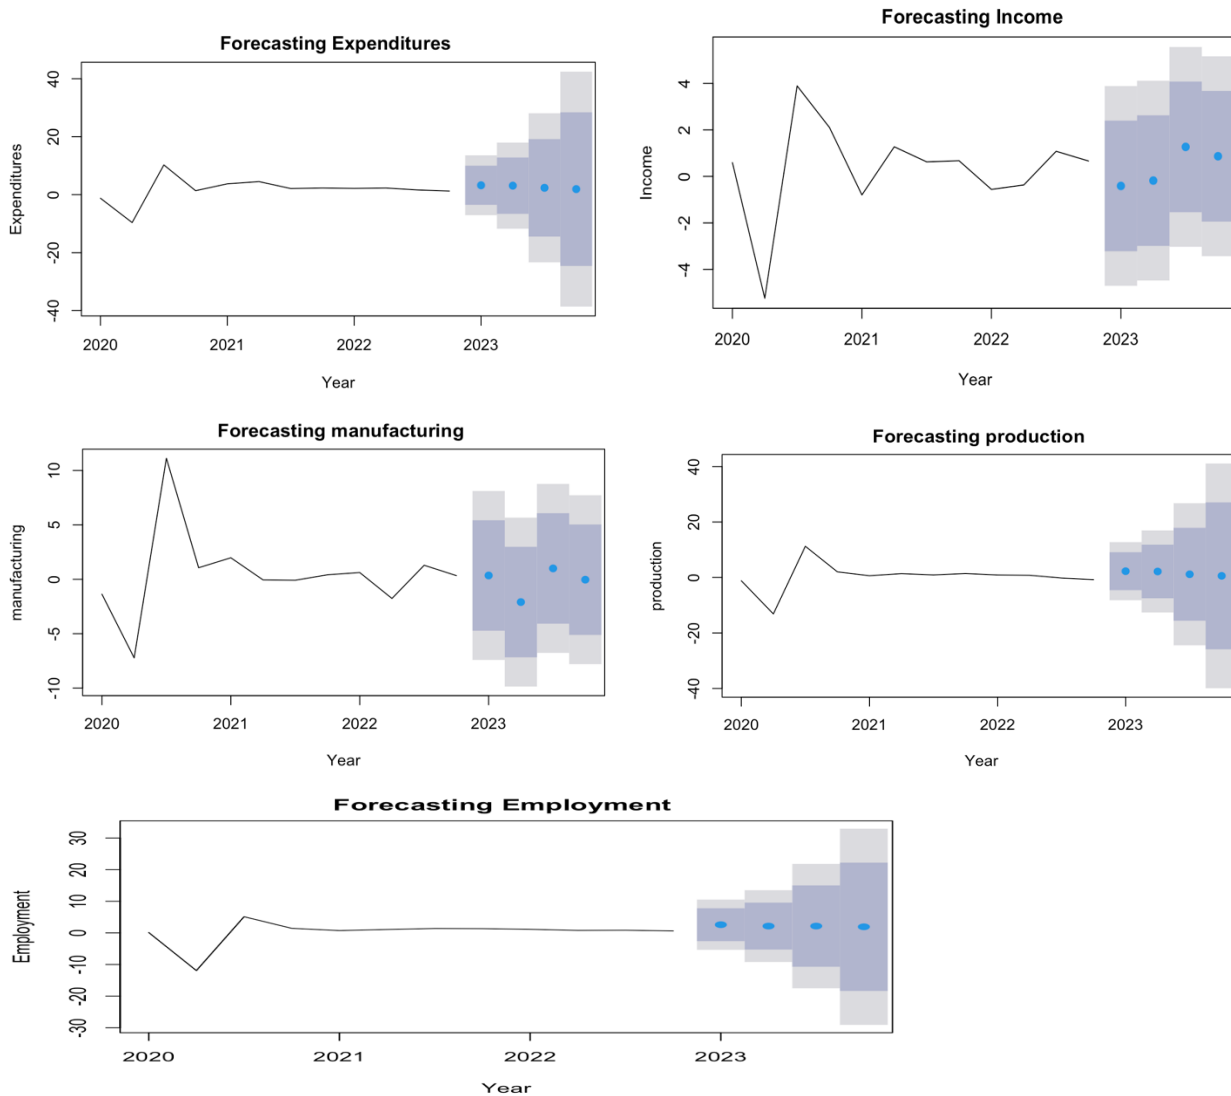 Forecasting Expenditures
Expenditures
40
20
0
-20
-40
2020 2021 2022 2023
Year
Forecasting Income
Income
4
2
0
-2
-4
2020 2021 2022 2023
Year
Forecasting manufacturing
manufacturing
10
5
0
-5
-10
2020 2021 2022 2023
Year
Forecasting production
production
40
20
0
-20
-40
2020 2021 2022 2023
Year
Forecasting Employment
Employment
30
20
10
0
-10
-20
-30
2020 2021 2022 2023
Year